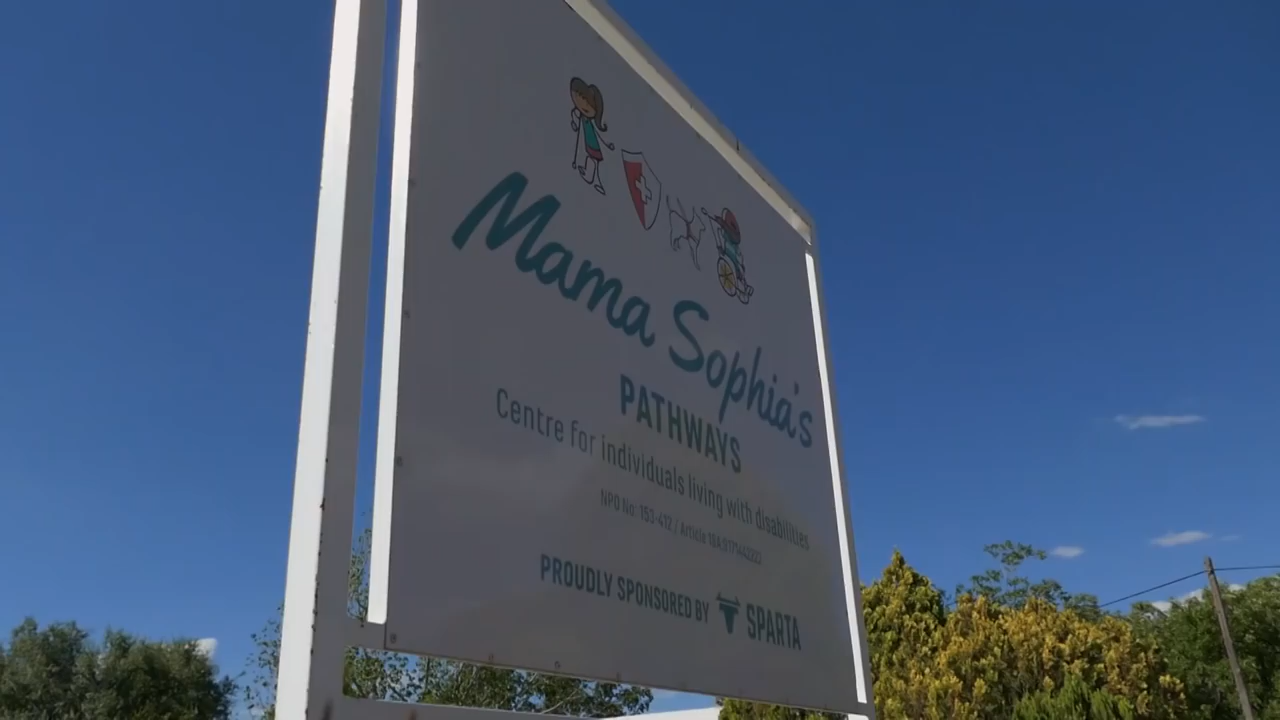 Mama Sophia's
PATHWAYS
Centre for individuals living with disabilities
NPO No: 153-412 / Article 18A
PROUDLY SPONSORED BY SPARTA